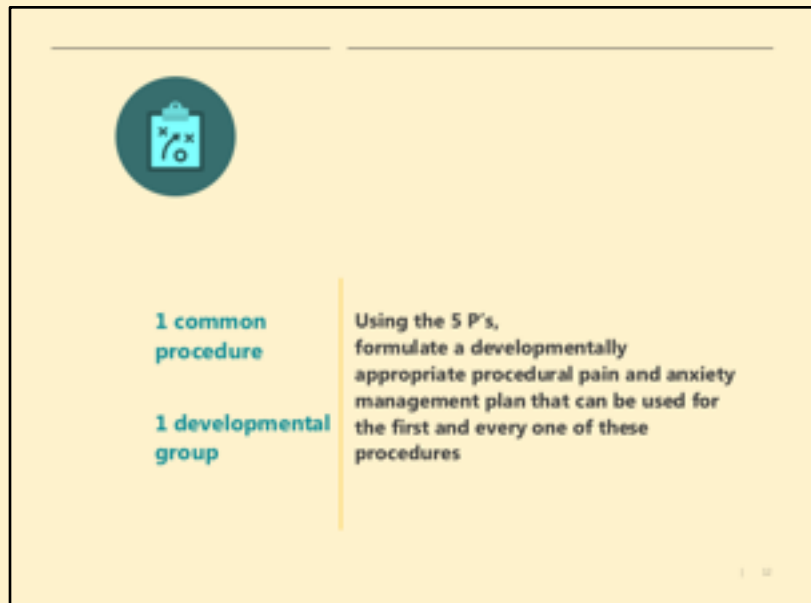 1 common
procedure
1 developmental
group
Using the 5 P's,
formulate a developmentally
appropriate procedural pain and anxiety
management plan that can be used for
the first and every one of these
procedures